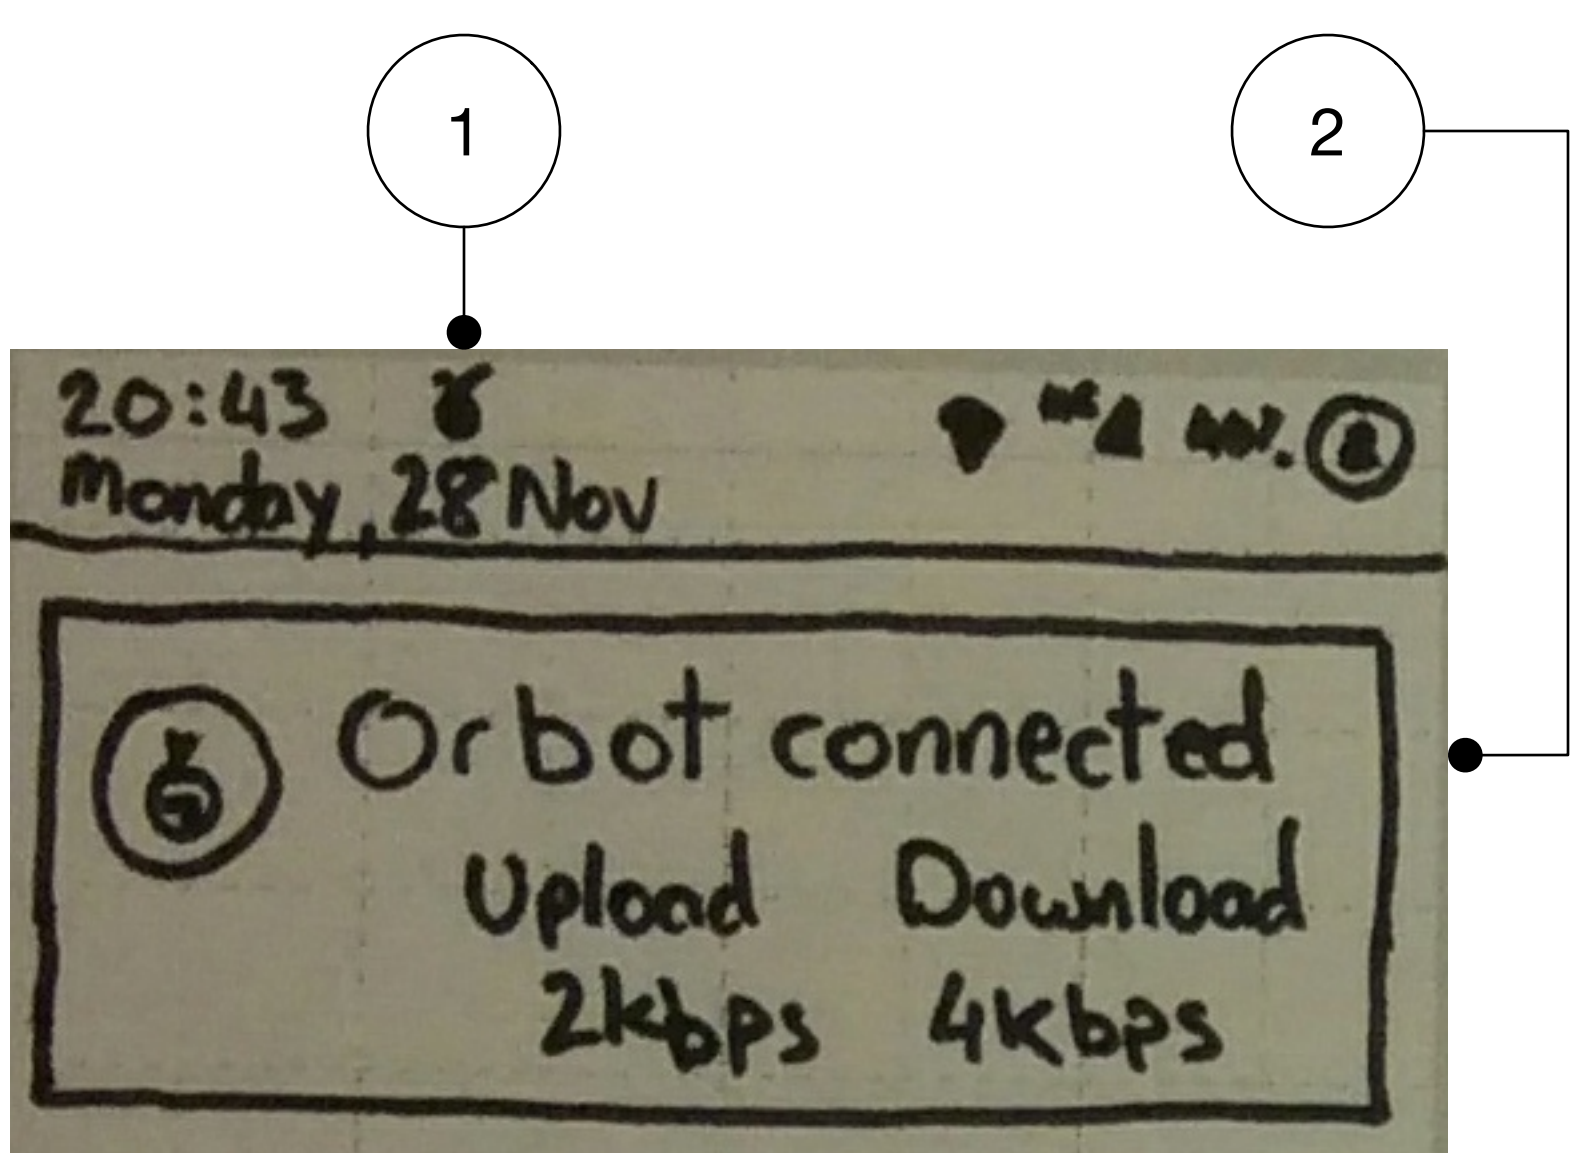 1
2
20:43
Monday, 28 Nov
Orbot connected
Upload Download
2kbps 4kbps